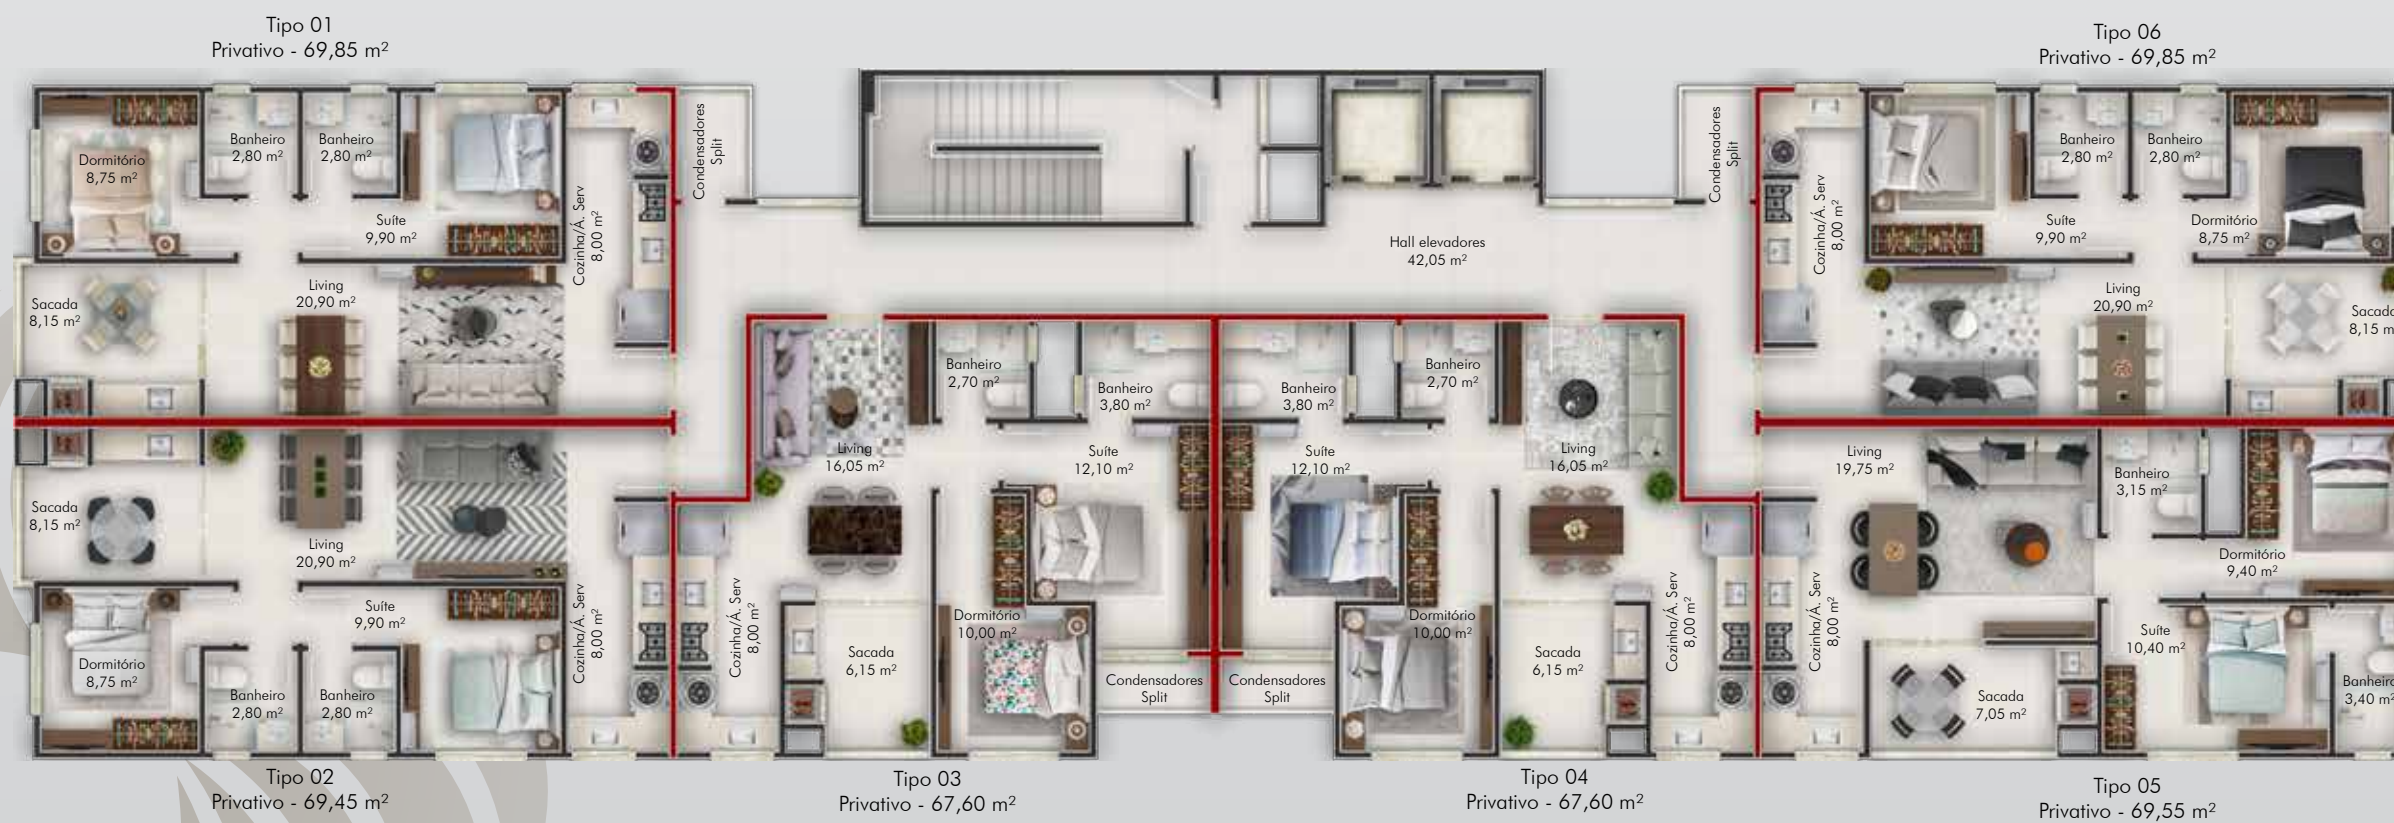 Tipo 01
Privativo - 69,85 m²
Dormitório
8,75 m²
Banheiro
2,80 m²
Banheiro
2,80 m²
Suíte
9,90 m²
Cozinha/Á. Serv
8,00 m²
Sacada
8,15 m²
Living
20,90 m²
Condensadores
Split
Hall elevadores
42,05 m²
Tipo 06
Privativo - 69,85 m²
Condensadores
Split
Cozinha/Á. Serv
8,00 m²
Banheiro
2,80 m²
Banheiro
2,80 m²
Suíte
9,90 m²
Dormitório
8,75 m²
Living
20,90 m²
Sacada
8,15 m
Sacada
8,15 m²
Living
20,90 m²
Suíte
9,90 m²
Dormitório
8,75 m²
Banheiro
2,80 m²
Banheiro
2,80 m²
Cozinha/Á. Serv
8,00 m²
Tipo 02
Privativo - 69,45 m²
Living
16,05 m²
Banheiro
2,70 m²
Banheiro
3,80 m²
Suíte
12,10 m²
Cozinha/Á. Serv
8,00 m²
Sacada
6,15 m²
Dormitório
10,00 m²
Condensadores
Split
Tipo 03
Privativo - 67,60 m²
Banheiro
3,80 m²
Banheiro
2,70 m²
Suíte
12,10 m²
Living
16,05 m²
Dormitório
10,00 m²
Sacada
6,15 m²
Cozinha/Á. Serv
8,00 m²
Condensadores
Split
Tipo 04
Privativo - 67,60 m²
Living
19,75 m²
Banheiro
3,15 m²
Dormitório
9,40 m²
Cozinha/Á. Serv
8,00 m²
Suíte
10,40 m²
Sacada
7,05 m²
Banheiro
3,40 m²
Tipo 05
Privativo - 69,55 m²